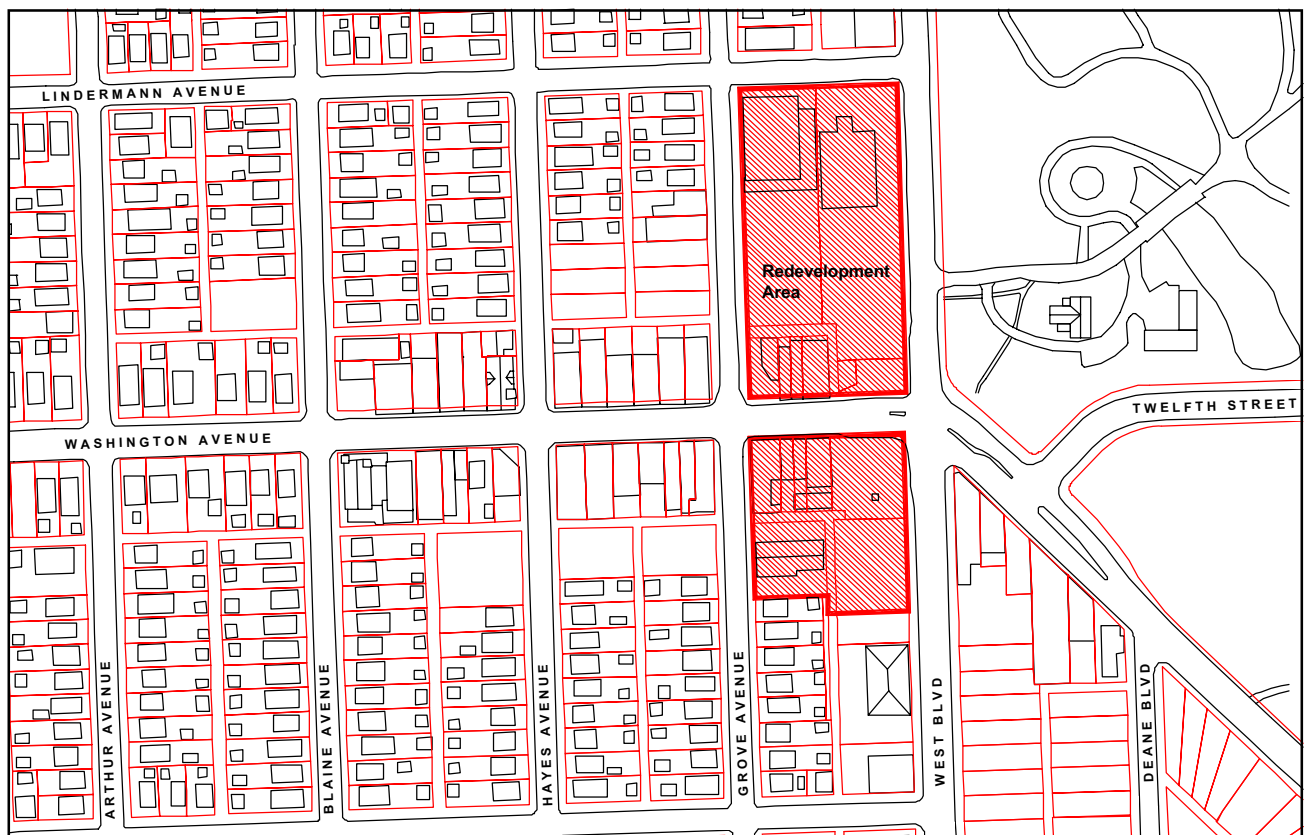 LINDERMANN AVENUE
Redevelopment
Area
TWELFTH STREET
WASHINGTON AVENUE
ARTHUR AVENUE
BLAINE AVENUE
HAYES AVENUE
GROVE AVENUE
WEST BLVD
DEANE BLVD